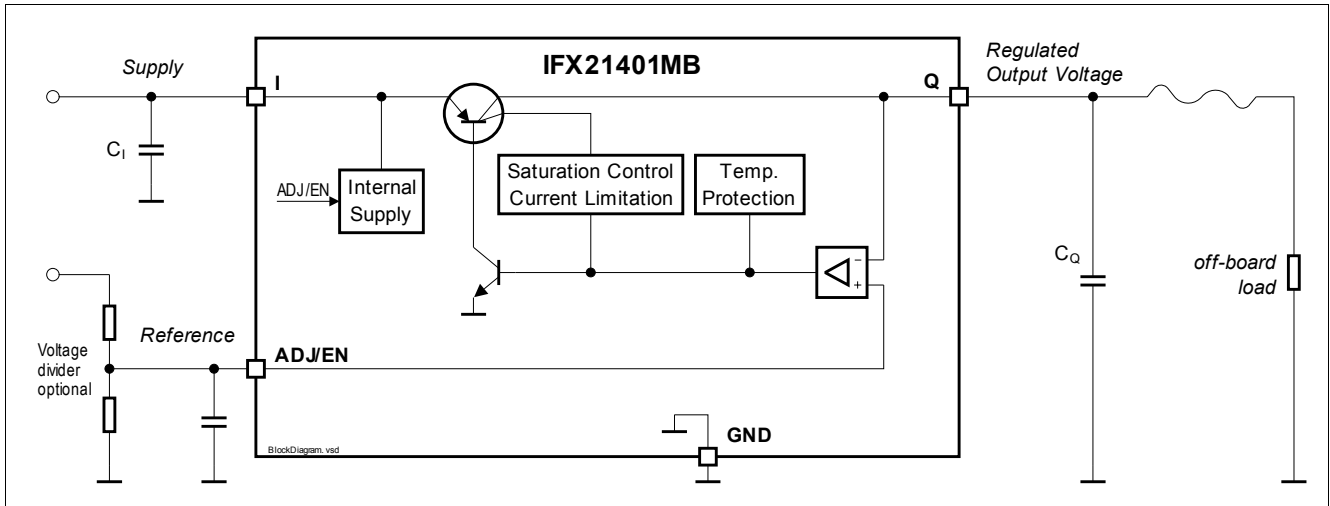 IFX21401MB
Supply
I
Q
Regulated
Output Voltage
C_I
ADJ/EN
Internal
Supply
Saturation Control
Current Limitation
Temp.
Protection
-
+
C_Q
off-board
load
Reference
Voltage
divider
optional
ADJ/EN
GND
BlockDiagram.vsd